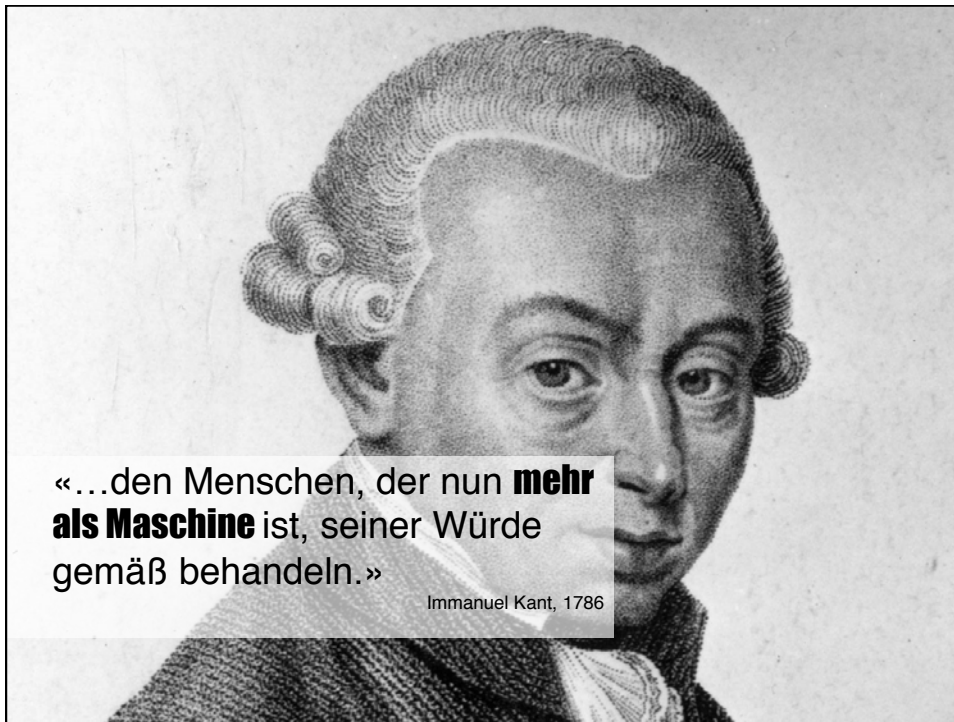 «…den Menschen, der nun mehr
als Maschine ist, seiner Würde
gemäß behandeln.»
Immanuel Kant, 1786